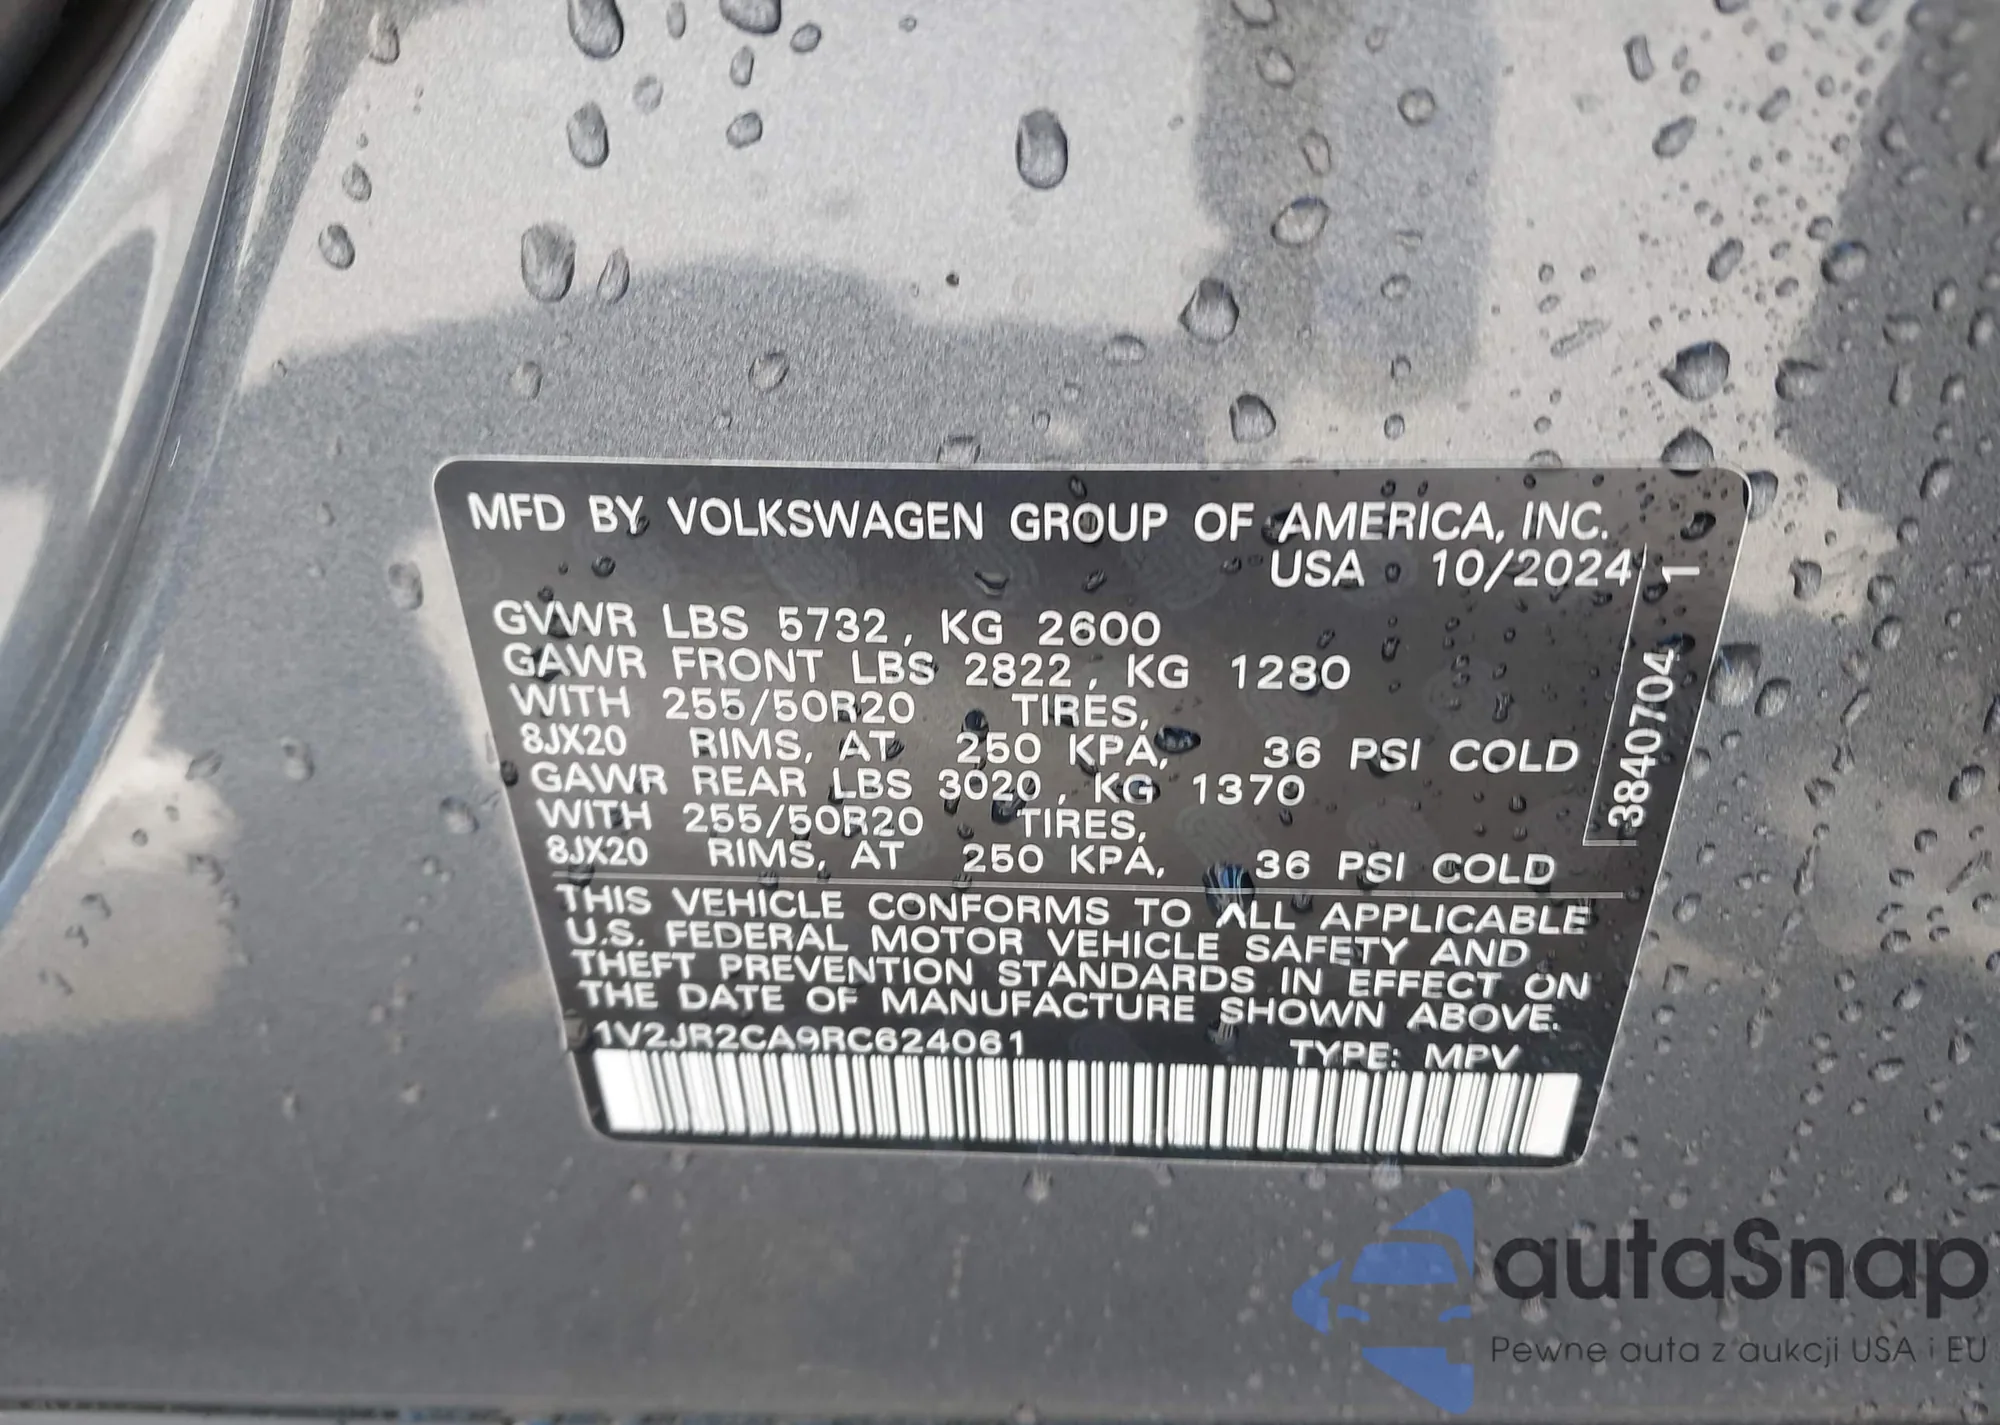 MFD BY VOLKSWAGEN GROUP OF AMERICA, INC.
USA 10/2024
GVWR LBS 5732, KG 2600
GAWR FRONT LBS 2822, KG 1280
WITH 255/50R20 TIRES,
8JX20 RIMS, AT 250 KPA, 36 PSI COLD
GAWR REAR LBS 3020, KG 1370
WITH 255/50R20 TIRES,
8JX20 RIMS, AT 250 KPA, 36 PSI COLD
3840704 1
THIS VEHICLE CONFORMS TO ALL APPLICABLE
U.S. FEDERAL MOTOR VEHICLE SAFETY AND
THEFT PREVENTION STANDARDS IN EFFECT ON
THE DATE OF MANUFACTURE SHOWN ABOVE.
1V2JR2CA9RC624061 TYPE: MPV
autaSnap
Pewne auta z aukcji USA i EU